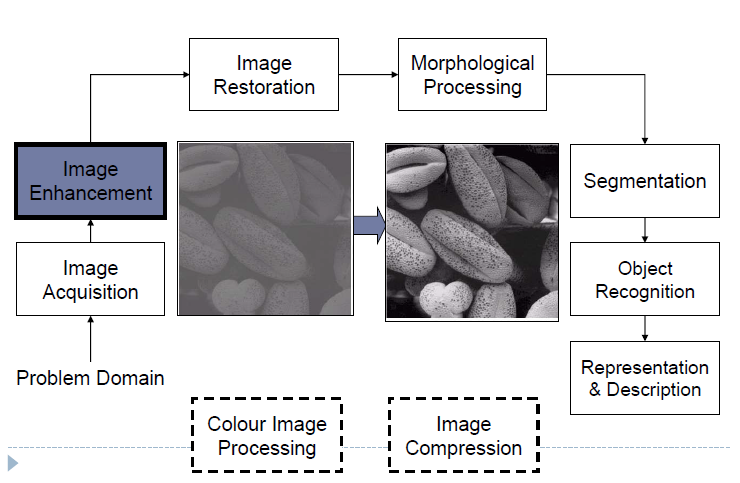 Image
Restoration
Morphological
Processing
Image
Enhancement
Segmentation
Image
Acquisition
Object
Recognition
Problem Domain
Representation
& Description
Colour Image
Processing
Image
Compression